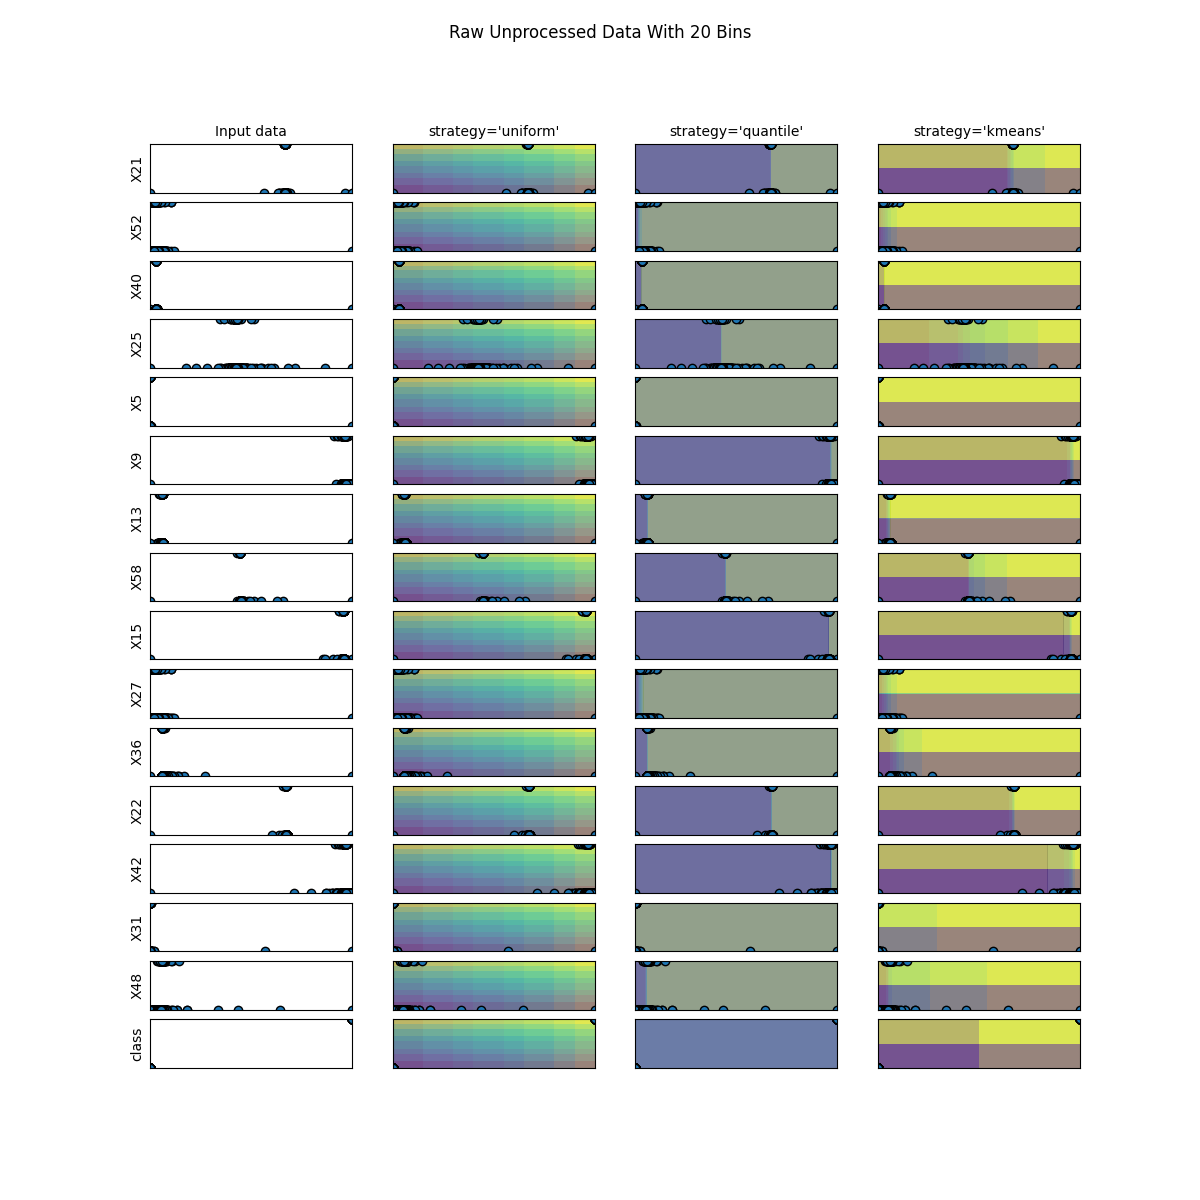 Raw Unprocessed Data With 20 Bins
Input data
strategy='uniform'
strategy='quantile'
strategy='kmeans'
X21
X52
X40
X25
X5
X9
X13
X58
X15
X27
X36
X22
X42
X31
X48
class